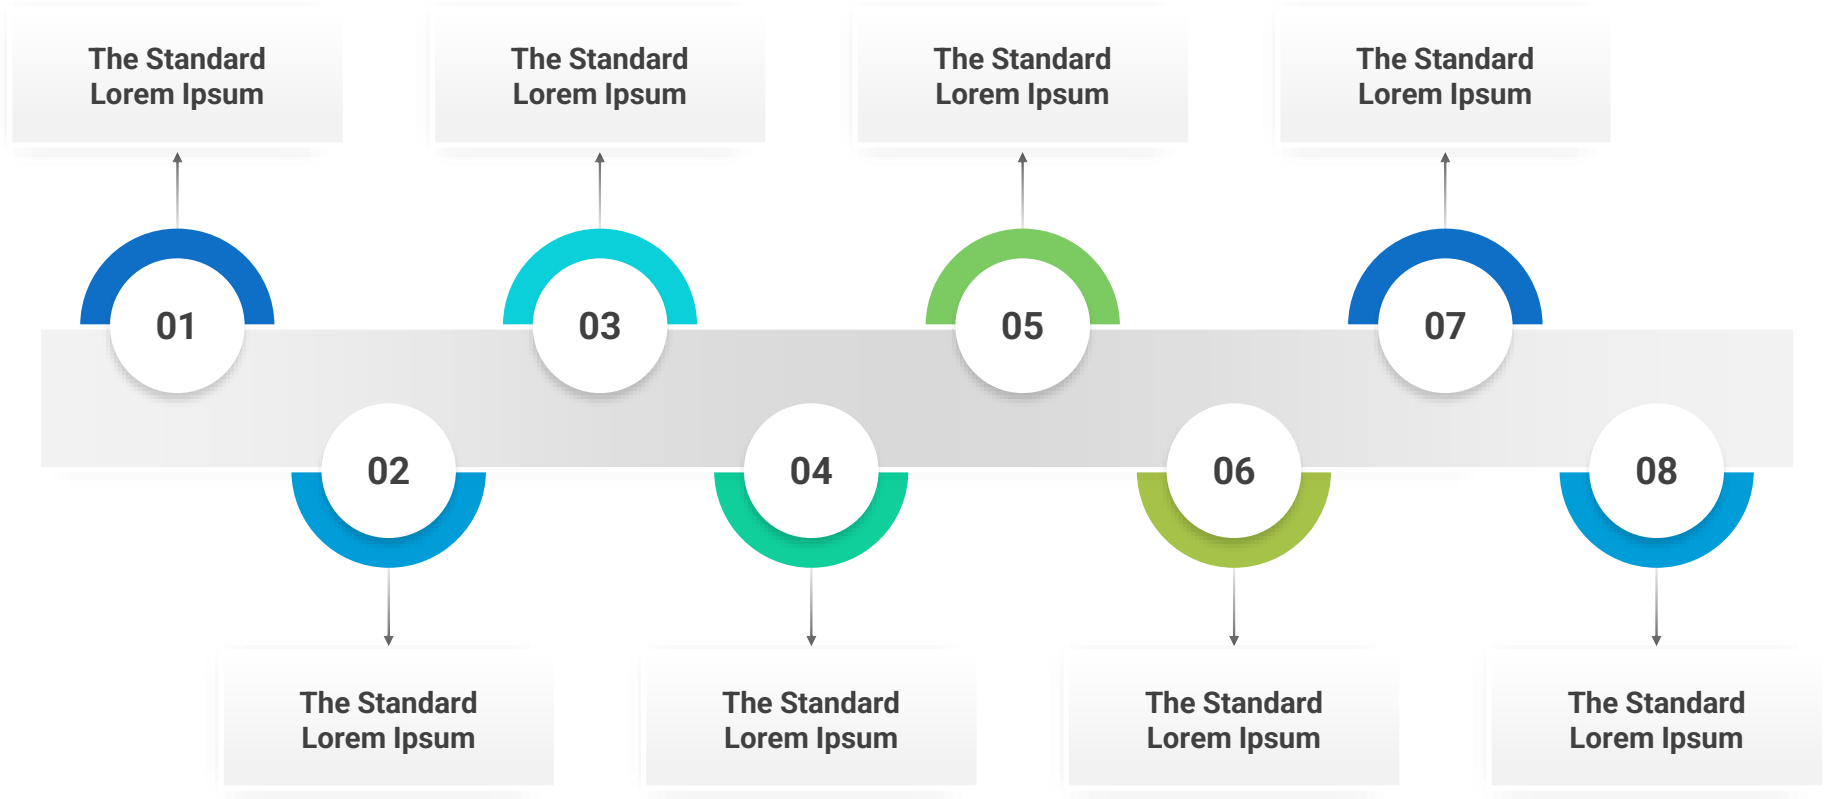 The Standard
Lorem Ipsum
The Standard
Lorem Ipsum
The Standard
Lorem Ipsum
The Standard
Lorem Ipsum
01
03
05
07
02
04
06
08
The Standard
Lorem Ipsum
The Standard
Lorem Ipsum
The Standard
Lorem Ipsum
The Standard
Lorem Ipsum